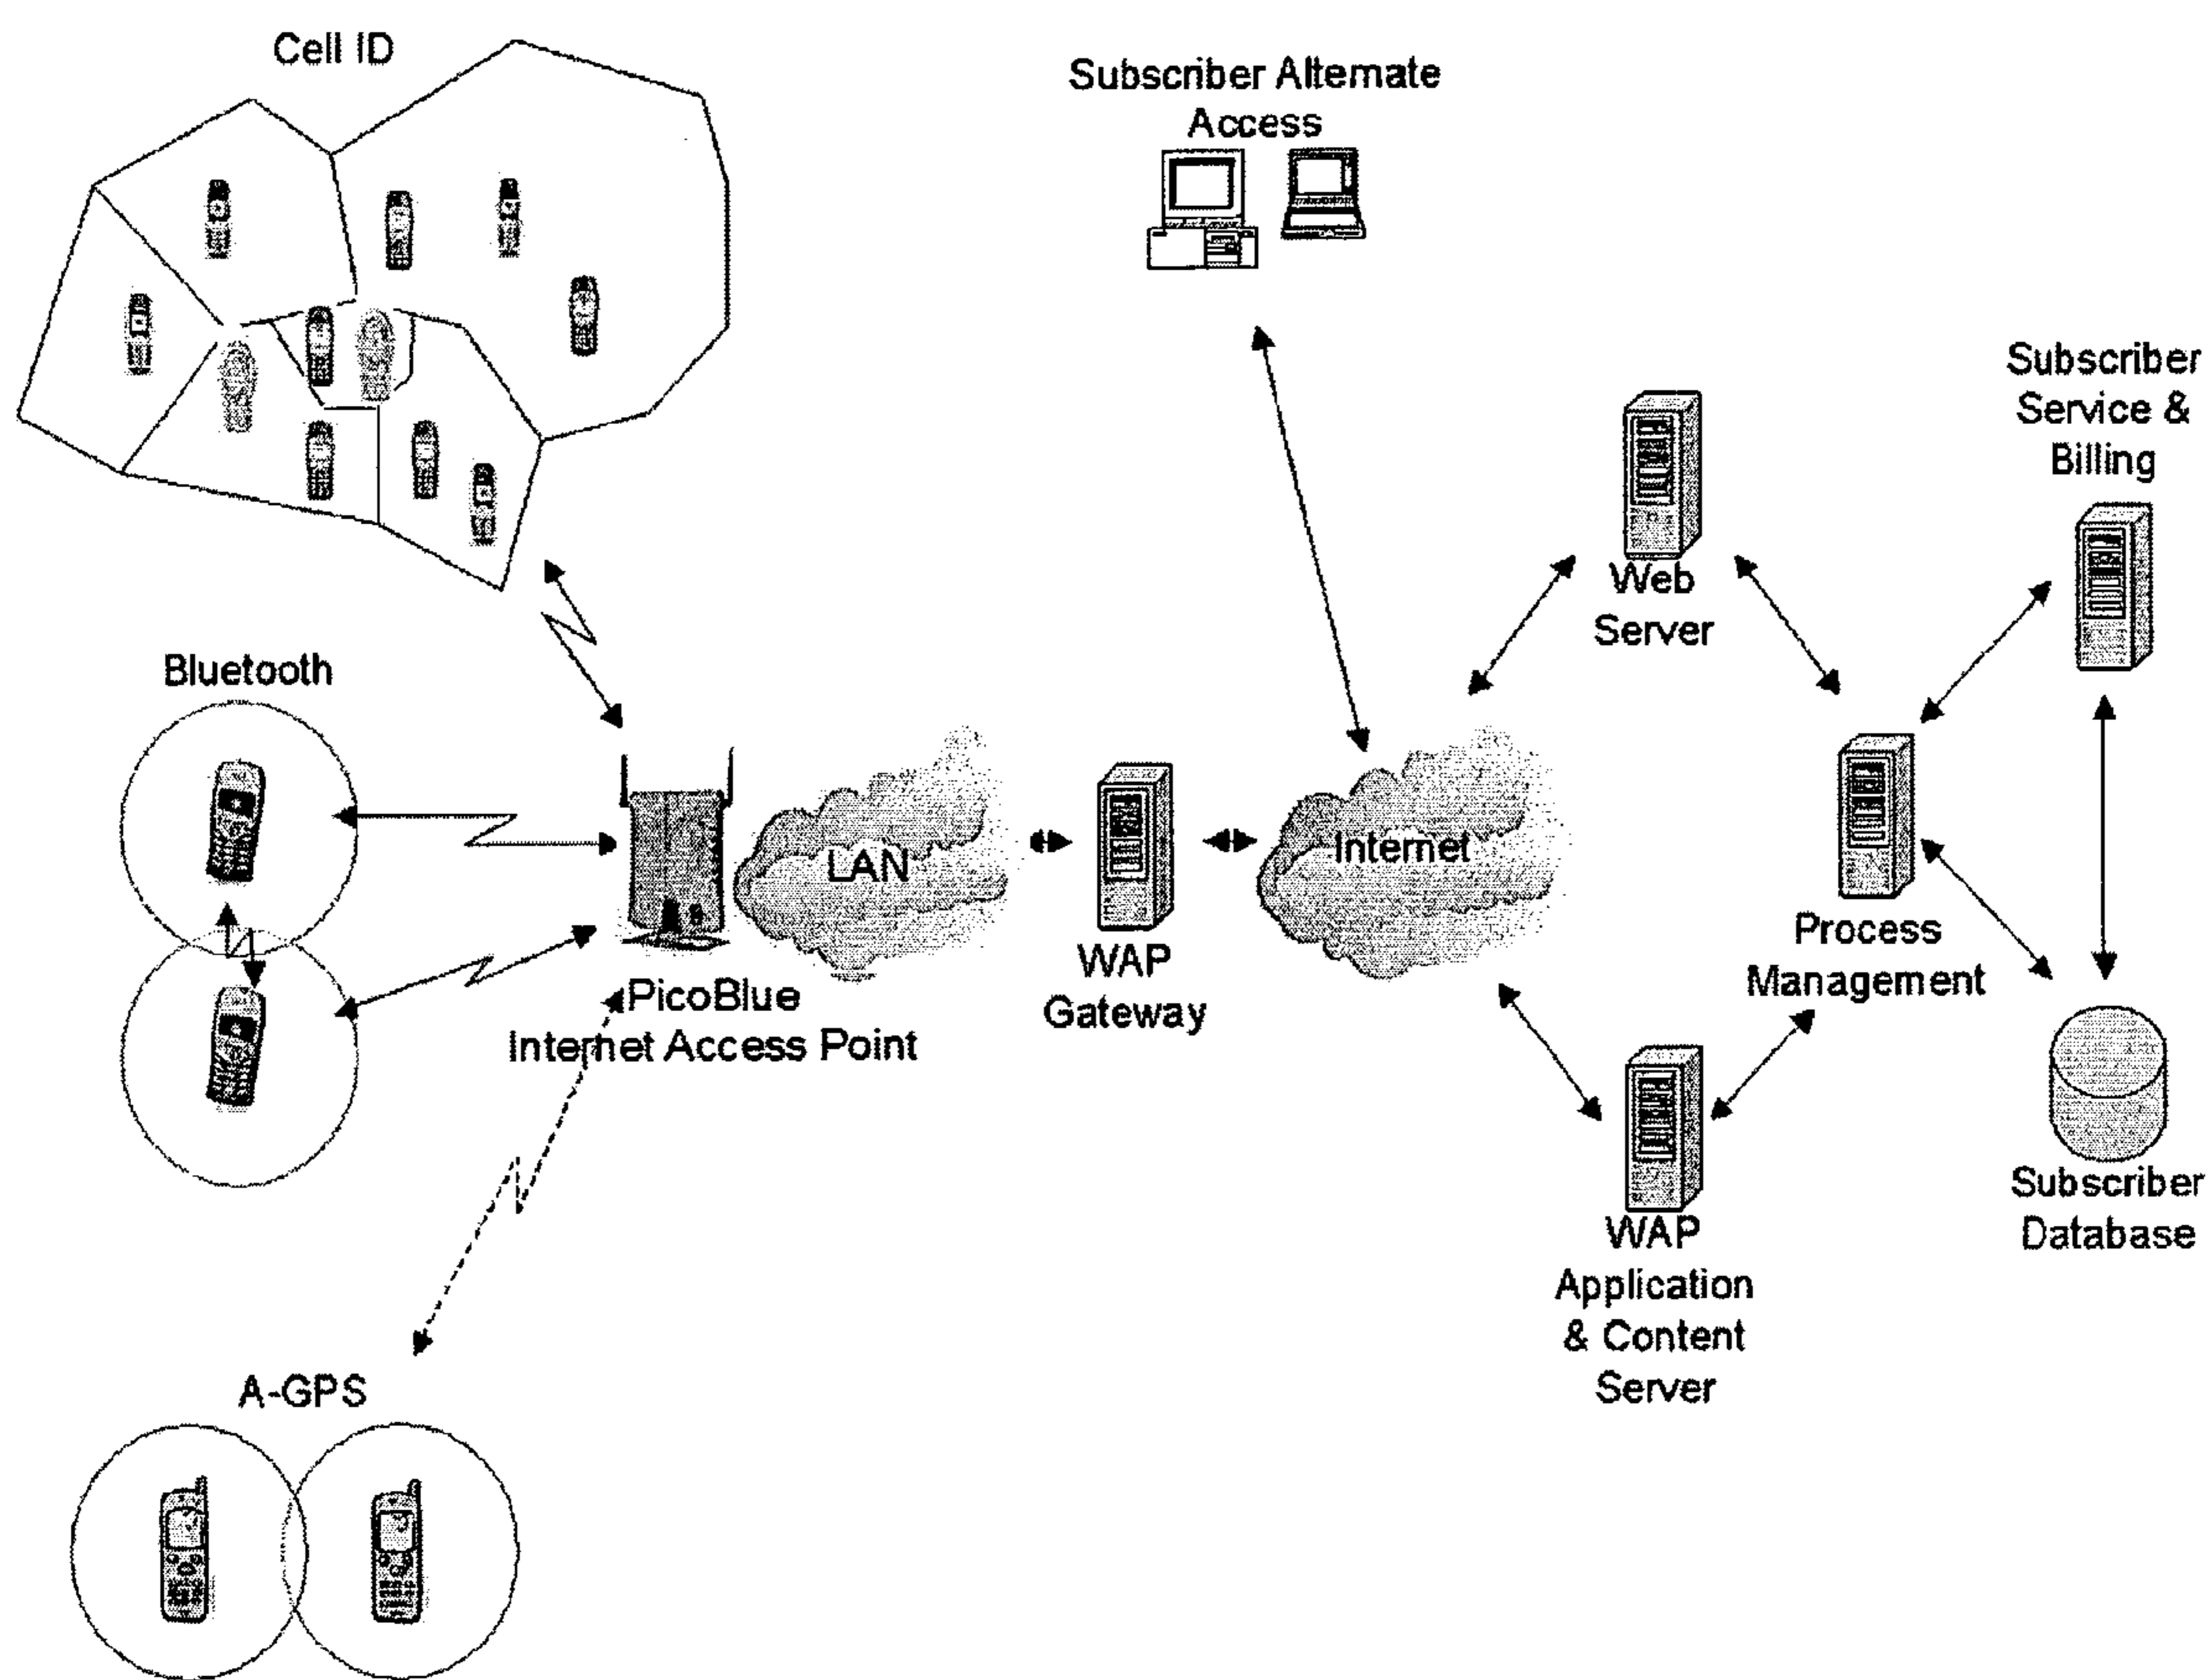 Cell ID
Subscriber Alternate
Access
Subscriber
Service &
Billing
Web
Server
Bluetooth
LAN
Internet
Process
Management
WAP
Gateway
PicoBlue
Internet Access Point
WAP
Application
& Content
Server
Subscriber
Database
A-GPS